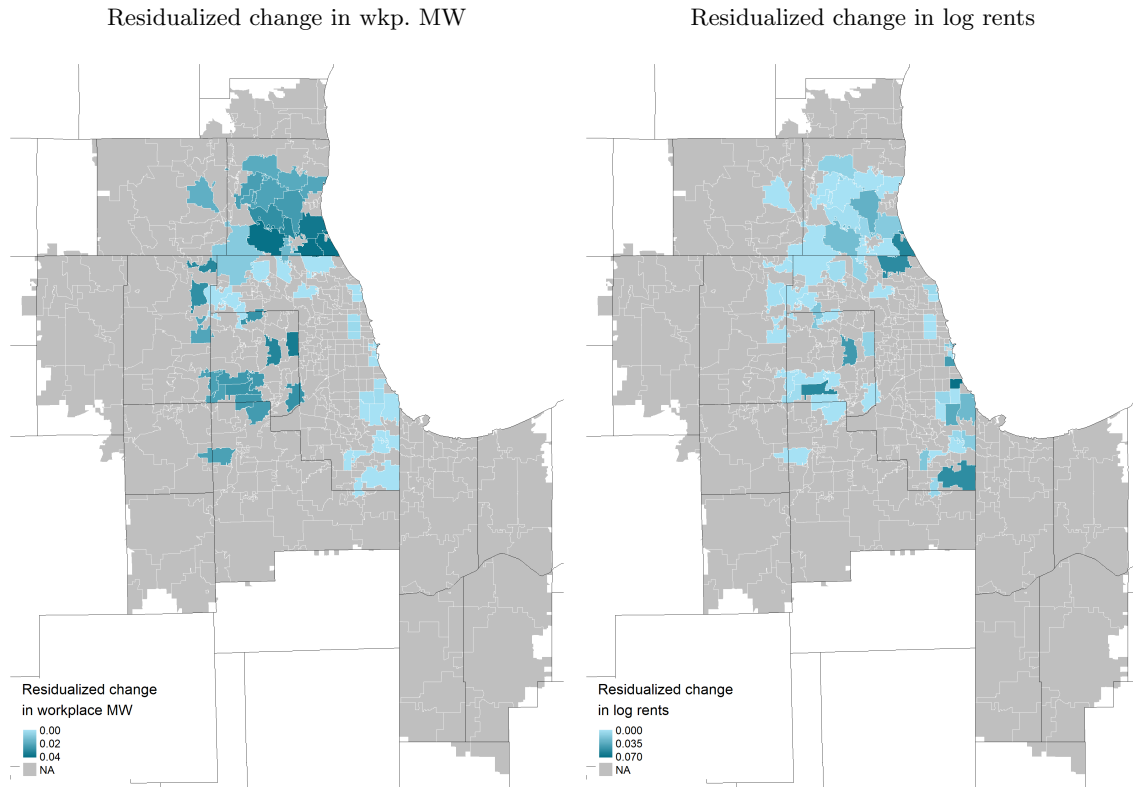 Residualized change in wkp. MW
Residualized change in log rents
Residualized change
in workplace MW
0.00
0.02
0.04
NA
Residualized change
in log rents
0.000
0.035
0.070
NA